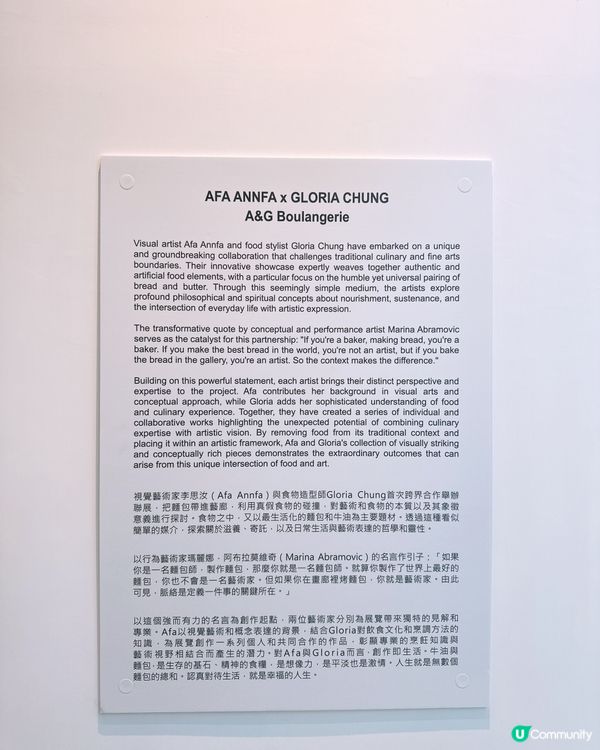 AFA ANNFA x GLORIA CHUNG
A&G Boulangerie
Visual artist Afa Annfa and food stylist Gloria Chung have embarked on a unique
and groundbreaking collaboration that challenges traditional culinary and fine arts
boundaries. Their innovative showcase expertly weaves together authentic and
artificial food elements, with a particular focus on the humble yet universal pairing of
bread and butter. Through this seemingly simple medium, the artists explore
profound philosophical and spiritual concepts about nourishment, sustenance, and
the intersection of everyday life with artistic expression.
The transformative quote by conceptual and performance artist Marina Abramovic
serves as the catalyst for this partnership: "If you're a baker, making bread, you're a
baker. If you make the best bread in the world, you're not an artist, but if you bake
the bread in the gallery, you're an artist. So the context makes the difference."
Building on this powerful statement, each artist brings their distinct perspective and
expertise to the project. Afa contributes her background in visual arts and
conceptual approach, while Gloria adds her sophisticated understanding of food
and culinary experience. Together, they have created a series of individual and
collaborative works highlighting the unexpected potential of combining culinary
expertise with artistic vision. By removing food from its traditional context and
placing it within an artistic framework, Afa and Gloria's collection of visually striking
and conceptually rich pieces demonstrates the extraordinary outcomes that can
arise from this unique intersection of food and art.
視覺藝術家李思汝 ( Afa Annfa ) 與食物造型師Gloria Chung首次跨界合作舉辦
聯展，把麵包帶進藝廊，利用真假食物的碰撞，對藝術和食物的本質以及其象徵
意義進行探討。食物之中，又以最生活化的麵包和牛油為主要題材。透過這種看似
簡單的媒介，探索關於滋養、寄託，以及日常生活與藝術表達的哲學和靈性。
以行為藝術家瑪麗娜，阿布拉莫維奇 ( Marina Abramovic ) 的名言作引子：「如果
你是一名麵包師，製作麵包，那麼你就是一名麵包師。就算你製作了世界上最好的
麵包，你也不會是一名藝術家。但如果你在畫廊裡烤麵包，你就是藝術家。由此
可見，脈絡是定義一件事的關鍵所在。」
以這個強而有力的名言為創作起點，兩位藝術家分別為展覽帶來獨特的見解和
專業。Afa以視覺藝術和概念表達的背景，結合Gloria對飲食文化和烹調方法的
知識，為展覽創作一系列個人和共同合作的作品，彰顯專業的烹飪知識與
藝術視野相結合而產生的潛力。對Afa與Gloria而言，創作即生活。牛油與
麵包，是生存的基石、精神的食糧，是想像力，是平淡也是激情。人生就是無數個
麵包的總和。認真對待生活，就是幸福的人生。
U Community